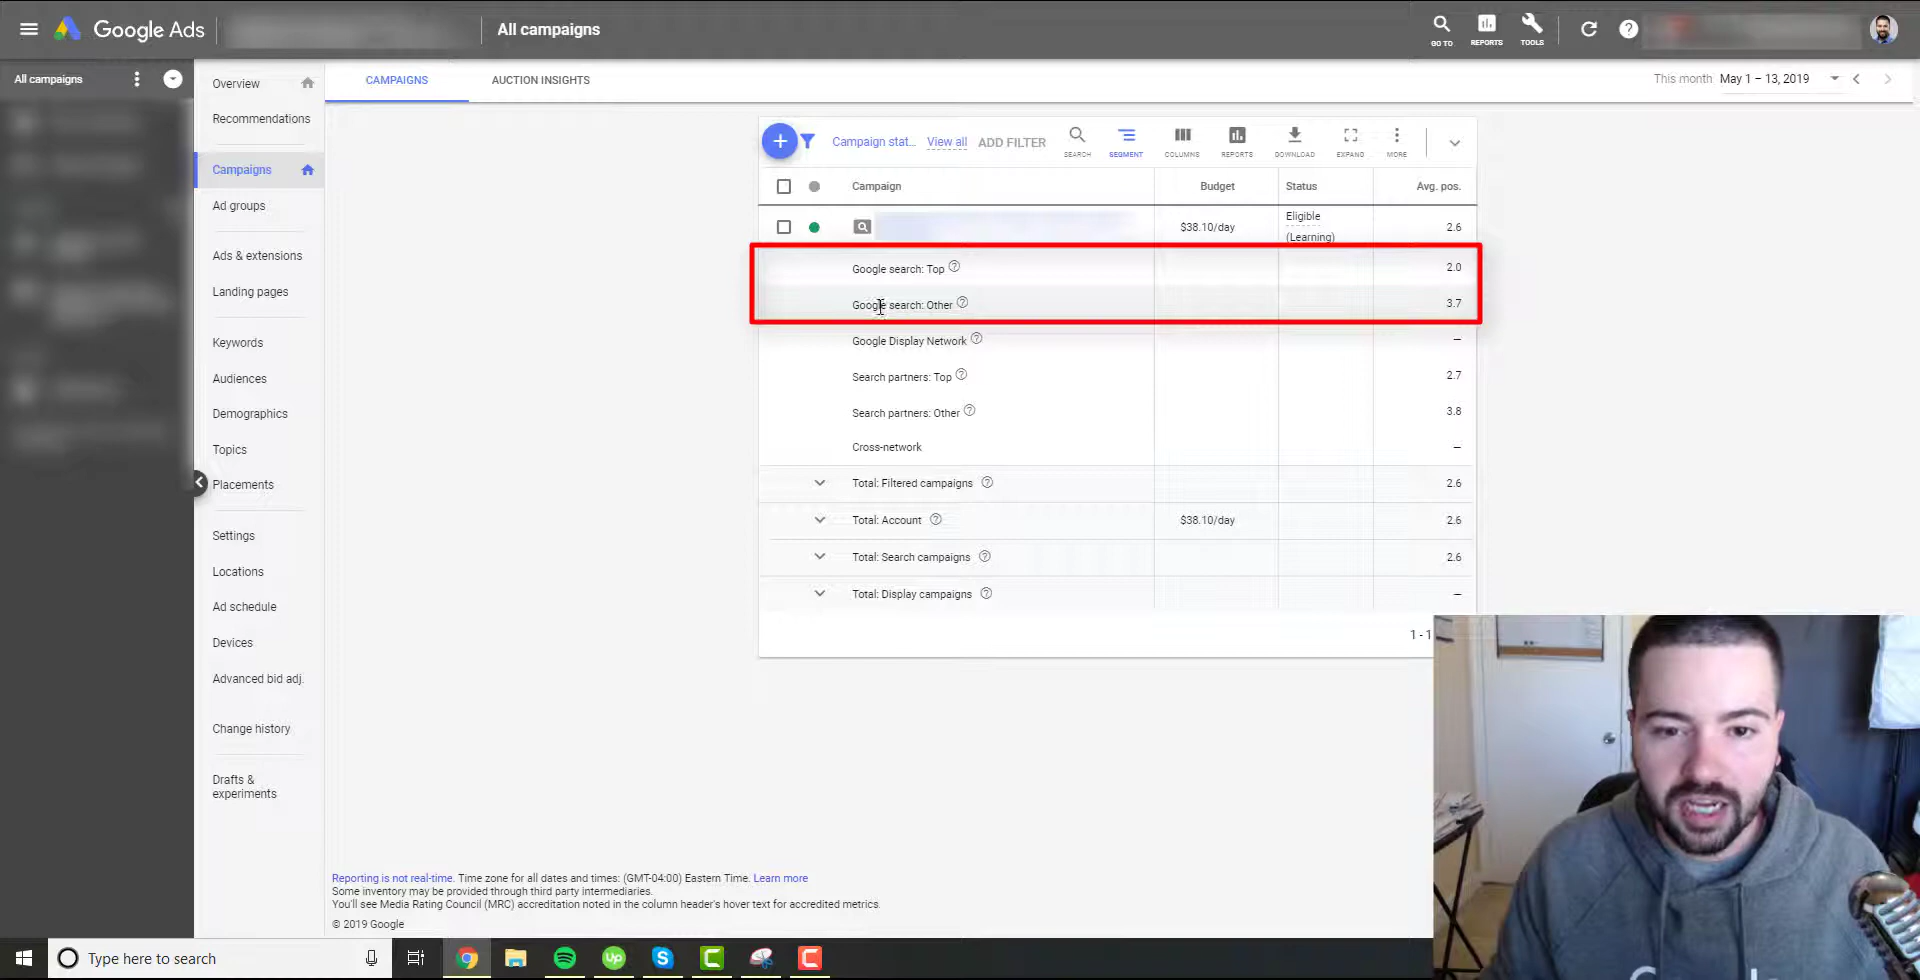 Google Ads
All campaigns
GO TO
REPORTS
TOOLS
All campaigns
Overview
Recommendations
Campaigns
Ad groups
Ads & extensions
Landing pages
Keywords
Audiences
Demographics
Topics
Placements
Settings
Locations
Ad schedule
Devices
Advanced bid adj.
Change history
Drafts &
experiments
CAMPAIGNS
AUCTION INSIGHTS
This month May 1 – 13, 2019
Campaign stat... View all ADD FILTER
SEARCH
SEGMENT
COLUMNS
REPORTS
DOWNLOAD
EXPAND
MORE
Campaign Budget Status Avg. pos.
$38.10/day Eligible 2.6
(Learning)
Google search: Top 2.0
Google search: Other 3.7
Google Display Network –
Search partners: Top 2.7
Search partners: Other 3.8
Cross-network –
Total: Filtered campaigns 2.6
Total: Account $38.10/day 2.6
Total: Search campaigns 2.6
Total: Display campaigns –
1 - 1
Reporting is not real-time. Time zone for all dates and times: (GMT-04:00) Eastern Time. Learn more
Some inventory may be provided through third party intermediaries.
You'll see Media Rating Council (MRC) accreditation noted in the column header's hover text for accredited metrics.
© 2019 Google
Type here to search
Up